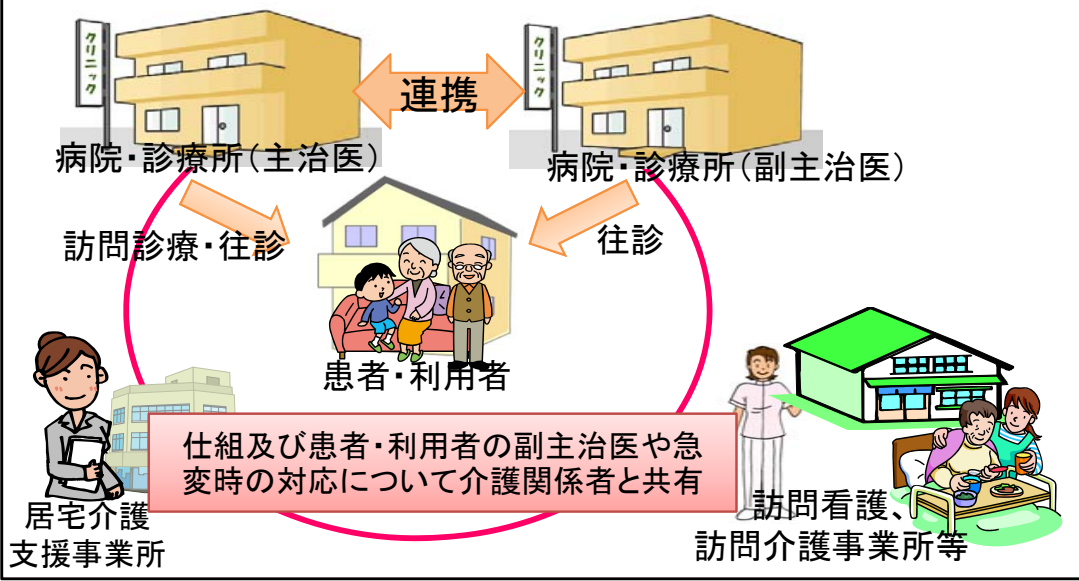 クリニック
クリニック
連携
病院・診療所（主治医）
病院・診療所（副主治医）
訪問診療・往診
往診
患者・利用者
仕組及び患者・利用者の副主治医や急
変時の対応について介護関係者と共有
居宅介護
支援事業所
訪問看護、
訪問介護事業所等